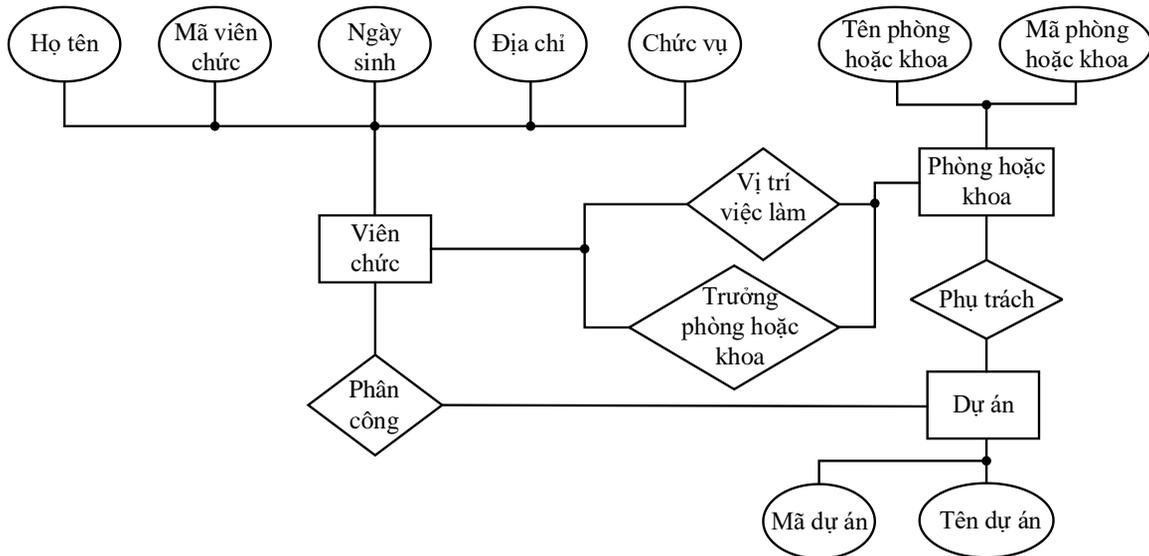 Họ tên
Mã viên
chức
Ngày
sinh
Địa chỉ
Chức vụ
Tên phòng
hoặc khoa
Mã phòng
hoặc khoa
Vị trí
việc làm
Phòng hoặc
khoa
Viên
chức
Trưởng
phòng hoặc
khoa
Phụ trách
Phân
công
Dự án
Mã dự án
Tên dự án